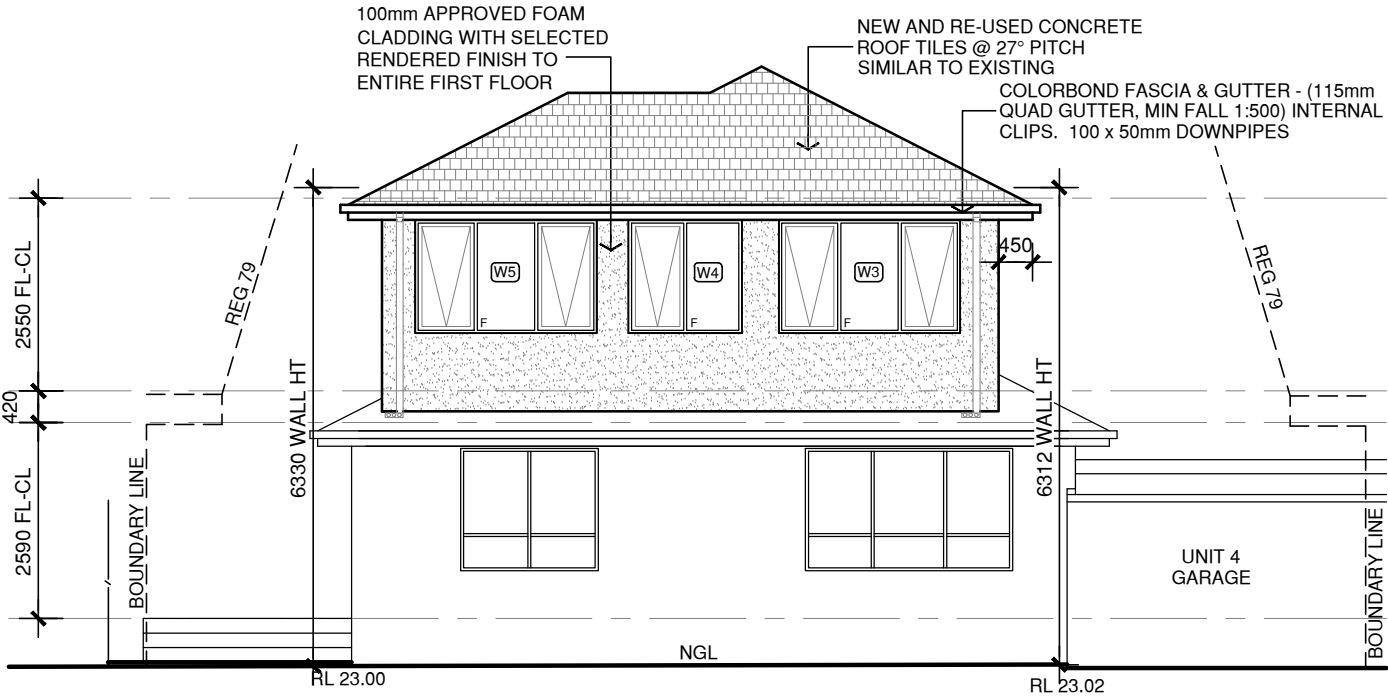 100mm APPROVED FOAM
CLADDING WITH SELECTED
RENDERED FINISH TO
ENTIRE FIRST FLOOR
NEW AND RE-USED CONCRETE
ROOF TILES @ 27° PITCH
SIMILAR TO EXISTING
COLORBOND FASCIA & GUTTER - (115mm
QUAD GUTTER, MIN FALL 1:500) INTERNAL
CLIPS.  100 x 50mm DOWNPIPES
2550 FL-CL
420
2590 FL-CL
REG 79
BOUNDARY LINE
6330 WALL HT
W5
F
W4
F
W3
F
450
6312 WALL HT
REG 79
UNIT 4
GARAGE
BOUNDARY LINE
NGL
RL 23.00
RL 23.02